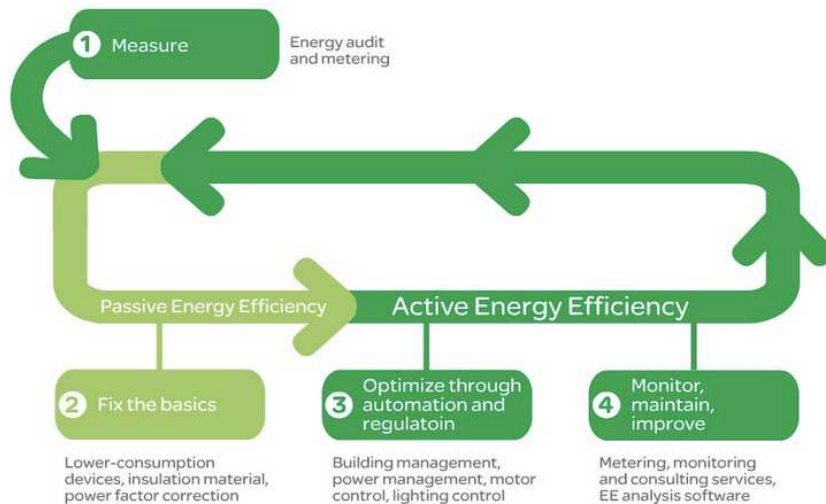 1 Measure
Energy audit
and metering
Passive Energy Efficiency
Active Energy Efficiency
2 Fix the basics
Lower-consumption
devices, insulation material,
power factor correction
3 Optimize through
automation and
regulatoin
Building management,
power management, motor
control, lighting control
4 Monitor,
maintain,
improve
Metering, monitoring
and consulting services,
EE analysis software